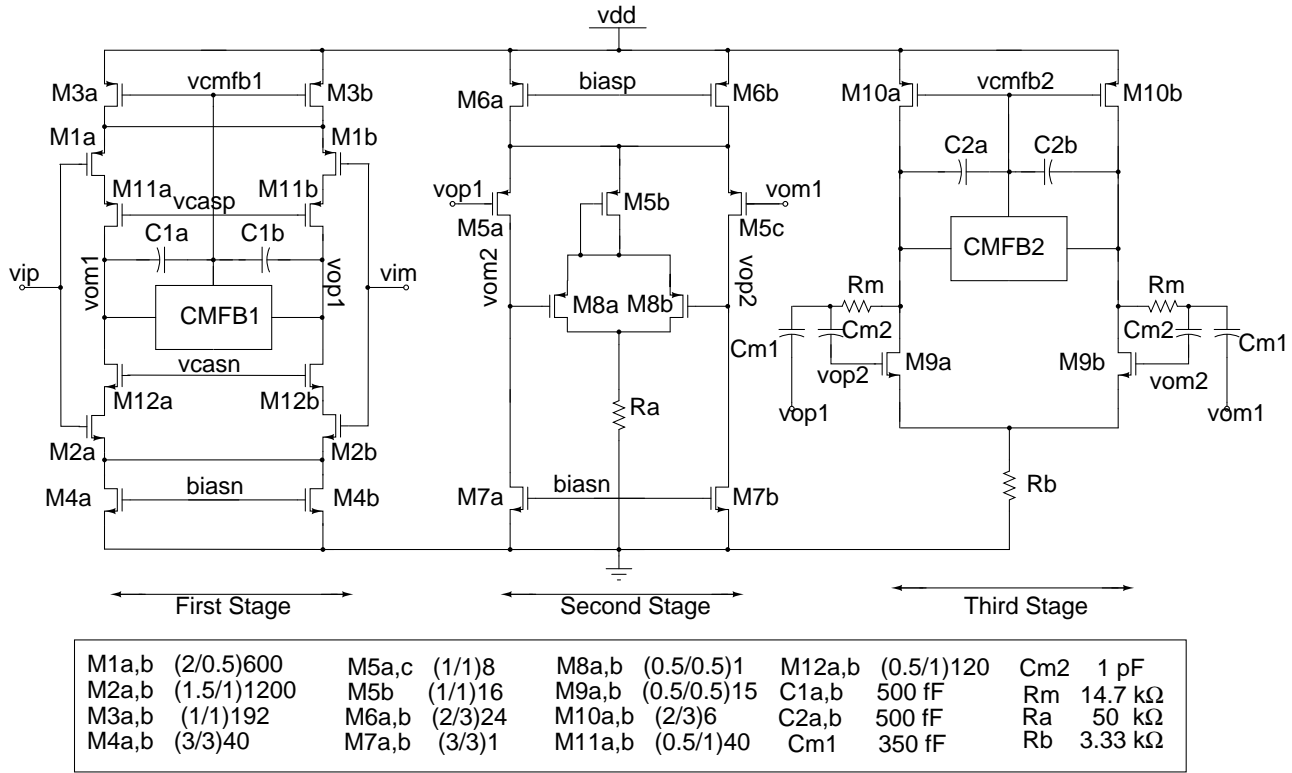 vdd
M3a
vcmfb1
M3b
M6a
biasp
M6b
M10a
vcmfb2
M10b
M1a
M1b
C2a
C2b
M11a
M11b
vcasp
vop1
M5b
vom1
M5a
M5c
C1a
C1b
CMFB2
vip
vom1
vop1
vim
vom2
vop2
CMFB1
M8a
M8b
Rm
Rm
Cm1
Cm2
Cm2
Cm1
vcasn
vop2
M9a
M9b
vom2
M12a
M12b
Ra
vop1
vom1
M2a
M2b
M4a
biasn
M4b
M7a
biasn
M7b
Rb
First Stage
Second Stage
Third Stage
M1a,b (2/0.5)600 M5a,c (1/1)8 M8a,b (0.5/0.5)1 M12a,b (0.5/1)120 Cm2 1 pF
M2a,b (1.5/1)1200 M5b (1/1)16 M9a,b (0.5/0.5)15 C1a,b 500 fF Rm 14.7 kΩ
M3a,b (1/1)192 M6a,b (2/3)24 M10a,b (2/3)6 C2a,b 500 fF Ra 50 kΩ
M4a,b (3/3)40 M7a,b (3/3)1 M11a,b (0.5/1)40 Cm1 350 fF Rb 3.33 kΩ